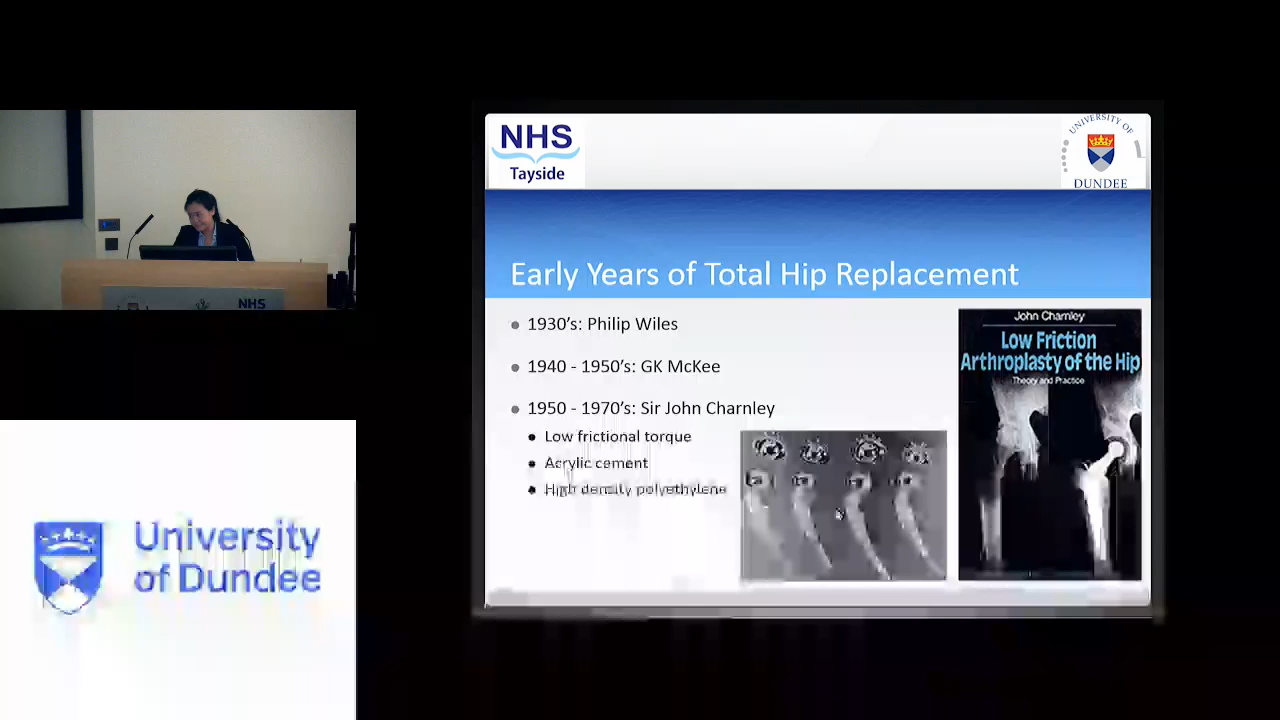 NHS
NHS
Tayside
UNIVERSITY OF
DUNDEE
Early Years of Total Hip Replacement
1930's: Philip Wiles
1940 - 1950's: GK McKee
1950 - 1970's: Sir John Charnley
Low frictional torque
Acrylic cement
High density polyethylene
John Charnley
Low Friction
Arthroplasty of the Hip
Theory and Practice
University
of Dundee